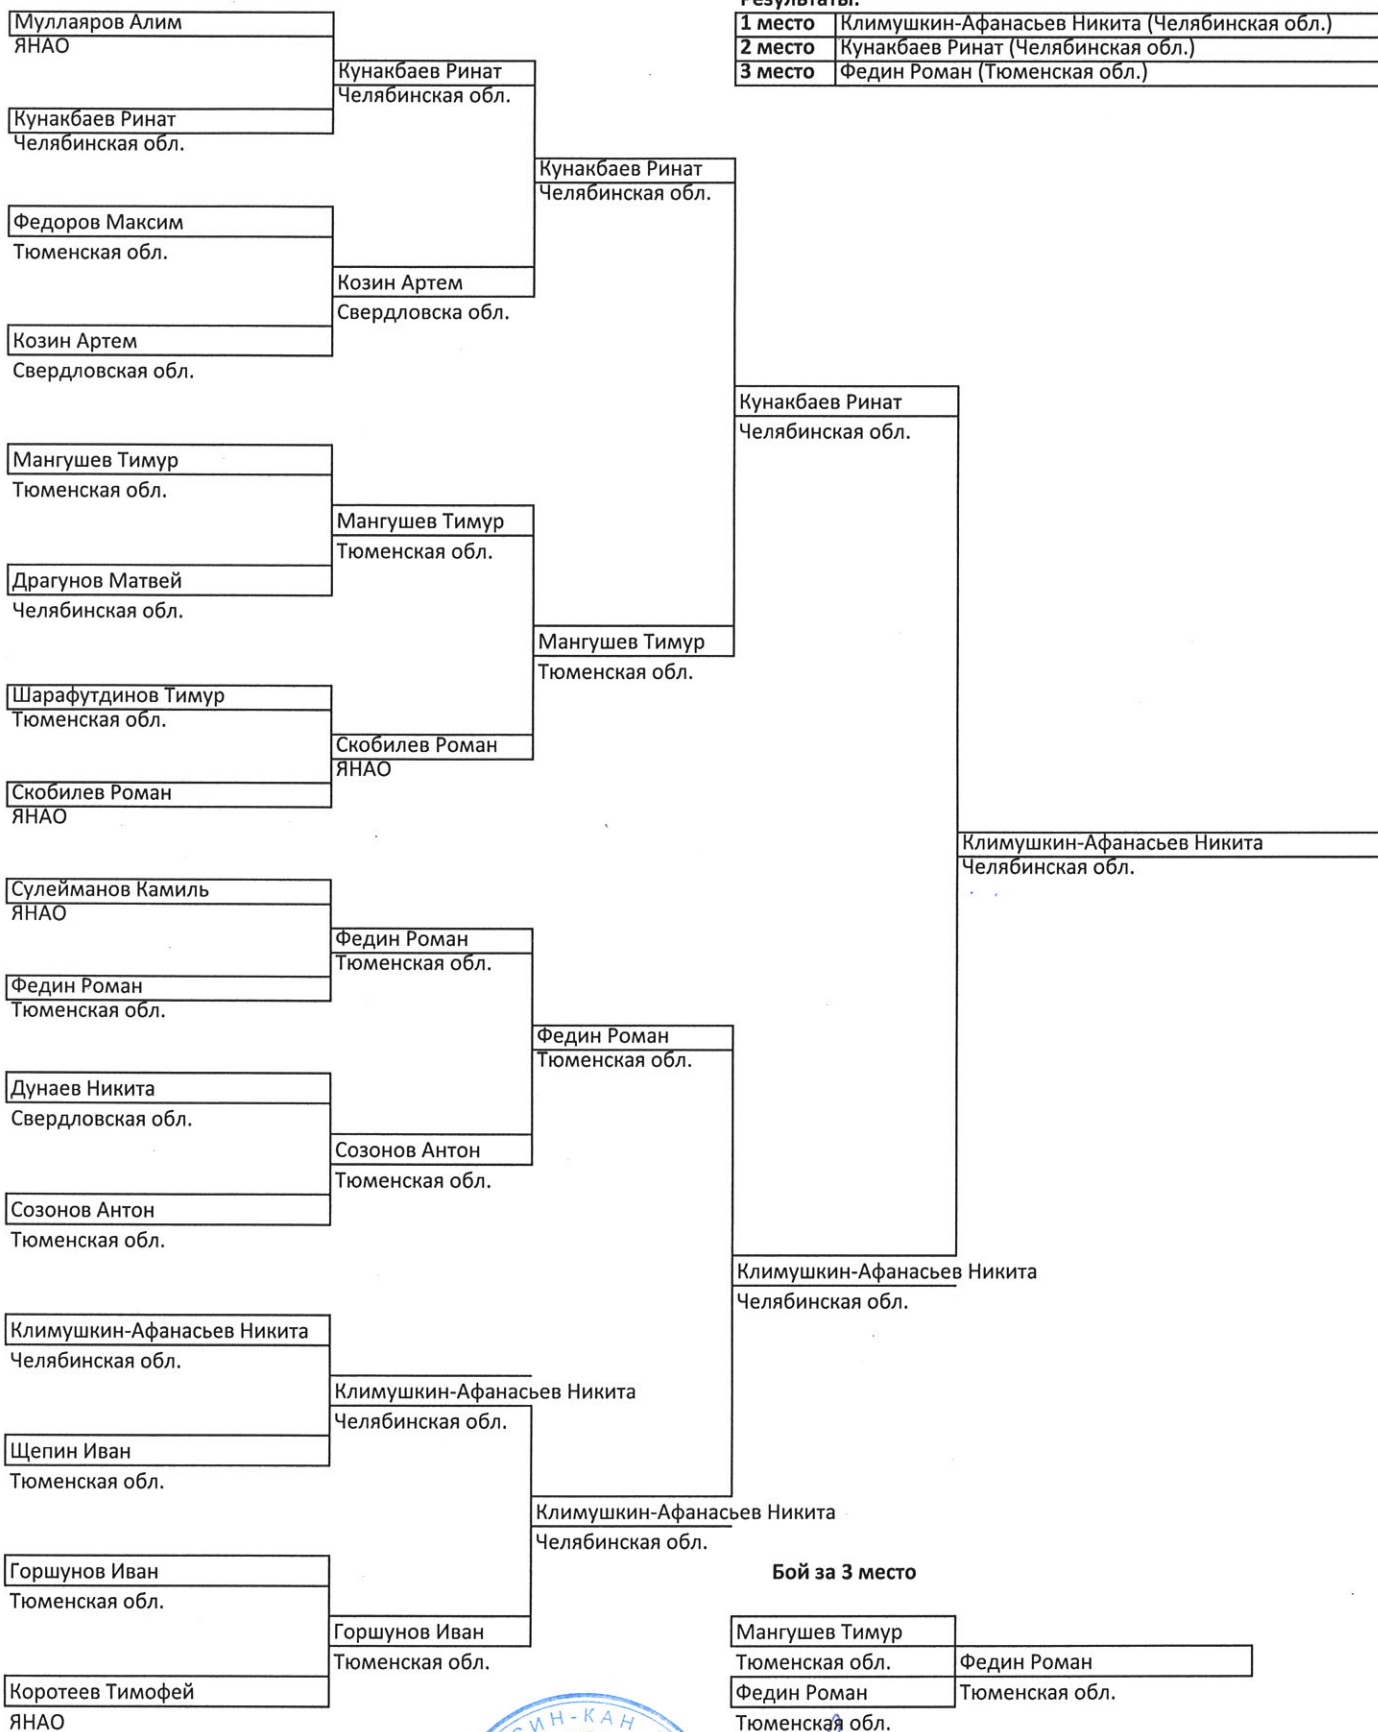 Результаты:
1 место Климушкин-Афанасьев Никита (Челябинская обл.)
2 место Кунакбаев Ринат (Челябинская обл.)
3 место Федин Роман (Тюменская обл.)
Муллаяров Алим
ЯНАО
Кунакбаев Ринат
Челябинская обл.
Федоров Максим
Тюменская обл.
Козин Артем
Свердловская обл.
Мангушев Тимур
Тюменская обл.
Драгунов Матвей
Челябинская обл.
Шарафутдинов Тимур
Тюменская обл.
Скобилев Роман
ЯНАО
Сулейманов Камиль
ЯНАО
Федин Роман
Тюменская обл.
Дунаев Никита
Свердловская обл.
Созонов Антон
Тюменская обл.
Климушкин-Афанасьев Никита
Челябинская обл.
Щепин Иван
Тюменская обл.
Горшунов Иван
Тюменская обл.
Коротеев Тимофей
ЯНАО
Кунакбаев Ринат
Челябинская обл.
Козин Артем
Свердловска обл.
Мангушев Тимур
Тюменская обл.
Скобилев Роман
ЯНАО
Федин Роман
Тюменская обл.
Созонов Антон
Тюменская обл.
Климушкин-Афанасьев Никита
Челябинская обл.
Горшунов Иван
Тюменская обл.
Кунакбаев Ринат
Челябинская обл.
Мангушев Тимур
Тюменская обл.
Федин Роман
Тюменская обл.
Климушкин-Афанасьев Никита
Челябинская обл.
Кунакбаев Ринат
Челябинская обл.
Климушкин-Афанасьев Никита
Челябинская обл.
Климушкин-Афанасьев Никита
Челябинская обл.
Бой за 3 место
Мангушев Тимур
Тюменская обл.
Федин Роман
Тюменская обл.
Федин Роман
Тюменская обл.